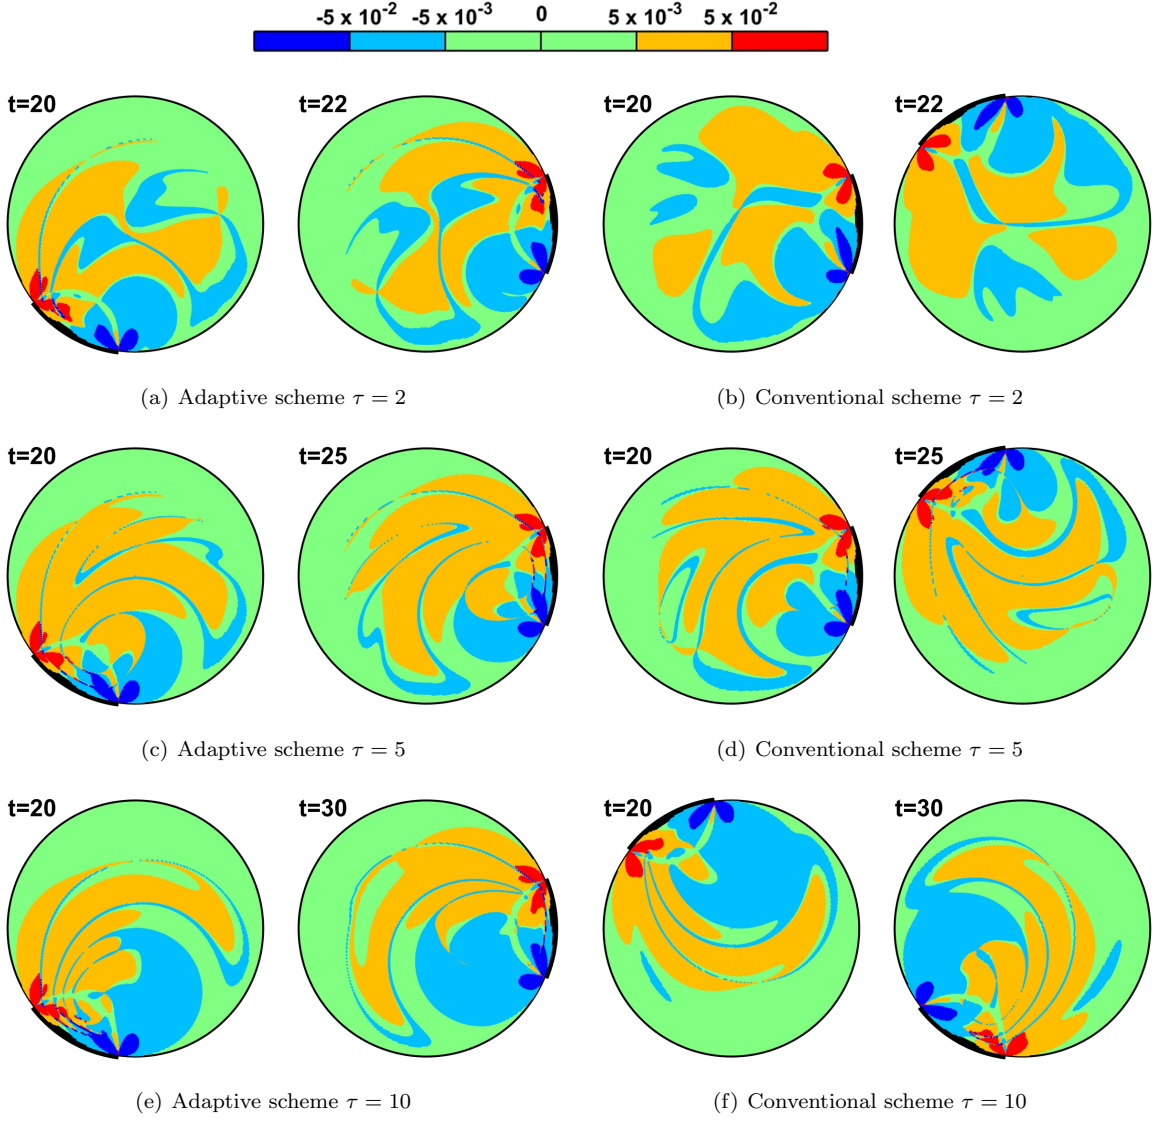 -5 x 10⁻² -5 x 10⁻³ 0 5 x 10⁻³ 5 x 10⁻²
t=20 t=22 t=20 t=22
(a) Adaptive scheme τ = 2 (b) Conventional scheme τ = 2
t=20 t=25 t=20 t=25
(c) Adaptive scheme τ = 5 (d) Conventional scheme τ = 5
t=20 t=30 t=20 t=30
(e) Adaptive scheme τ = 10 (f) Conventional scheme τ = 10